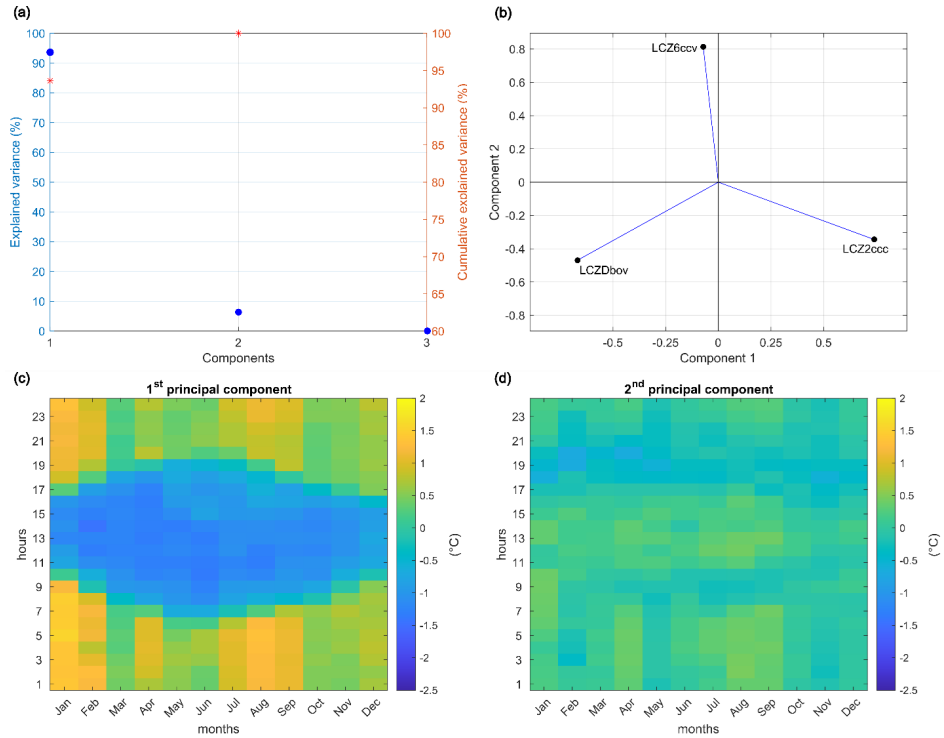 (a)
Explained variance (%)
100
90
80
70
60
50
40
30
20
10
0
1
2
3
Components
100
95
90
85
80
75
70
65
60
Cumulative explained variance (%)
(b)
Component 2
0.8
0.6
0.4
0.2
0
-0.2
-0.4
-0.6
-0.8
LCZ6ccv
LCZ2ccc
LCZDbov
-0.5
-0.25
0
0.25
0.5
Component 1
(c)
1st principal component
hours
23
21
19
17
15
13
11
9
7
5
3
1
Jan
Feb
Mar
Apr
May
Jun
Jul
Aug
Sep
Oct
Nov
Dec
months
2
1.5
1
0.5
0
-0.5
-1
-1.5
-2
-2.5
(°C)
(d)
2nd principal component
hours
23
21
19
17
15
13
11
9
7
5
3
1
Jan
Feb
Mar
Apr
May
Jun
Jul
Aug
Sep
Oct
Nov
Dec
months
2
1.5
1
0.5
0
-0.5
-1
-1.5
-2
-2.5
(°C)